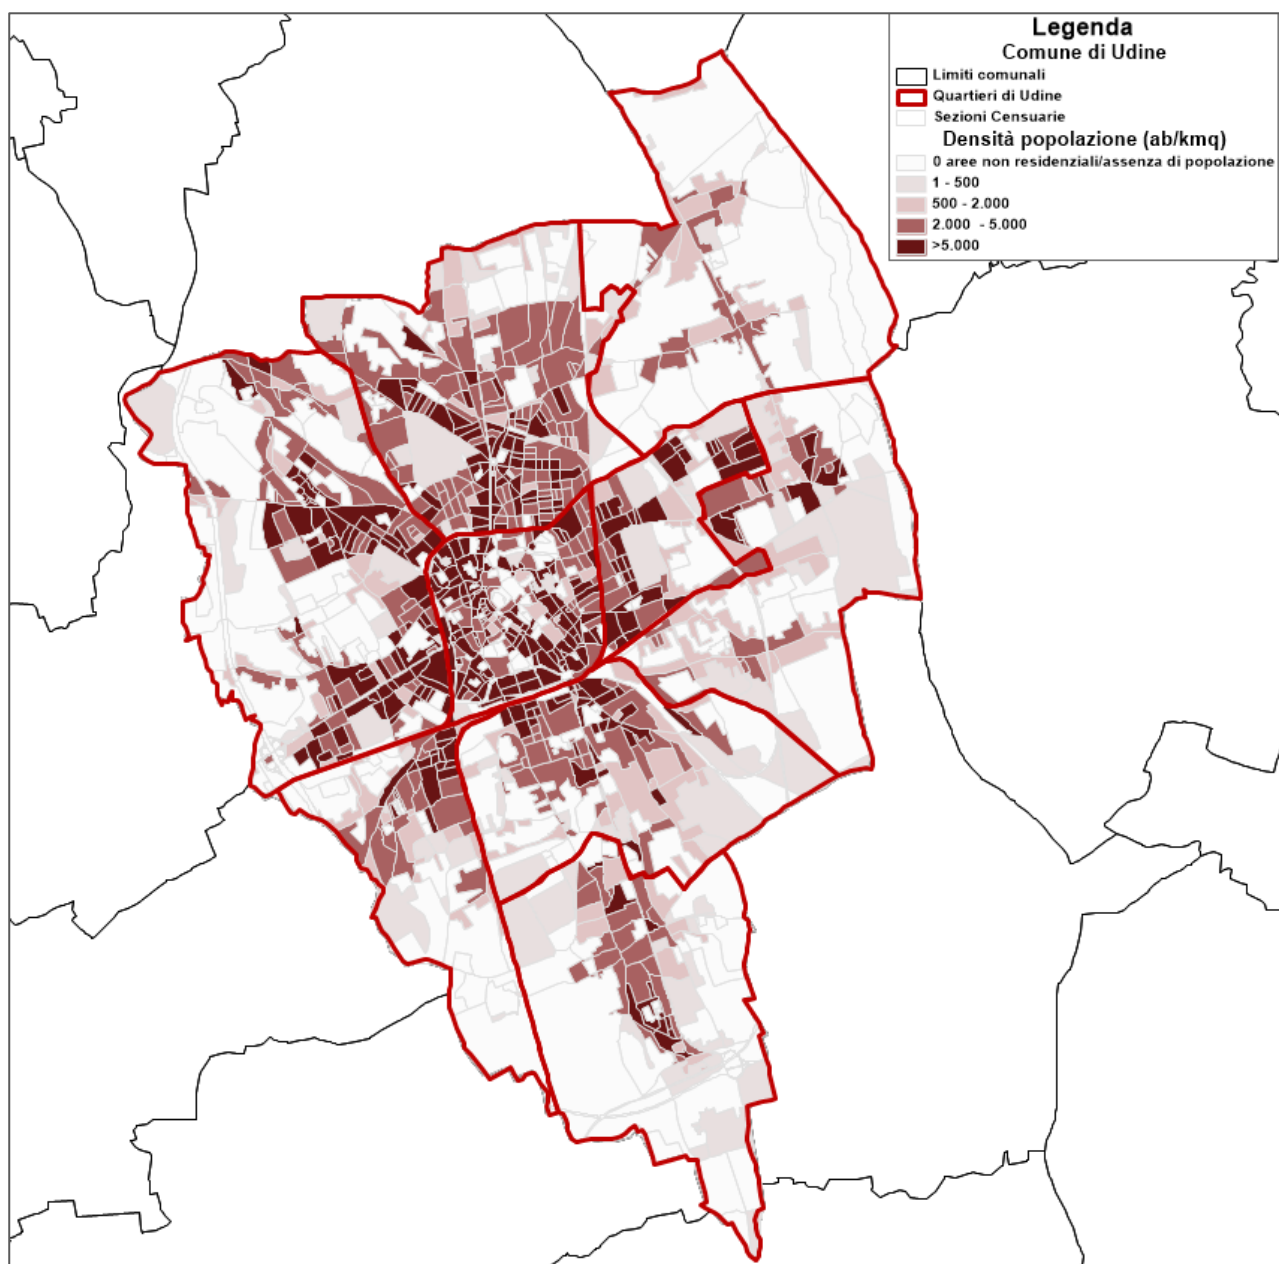 Legenda
Comune di Udine
Limiti comunali
Quartieri di Udine
Sezioni Censuarie
Densità popolazione (ab/kmq)
0 aree non residenziali/assenza di popolazione
1 - 500
500 - 2.000
2.000 - 5.000
>5.000